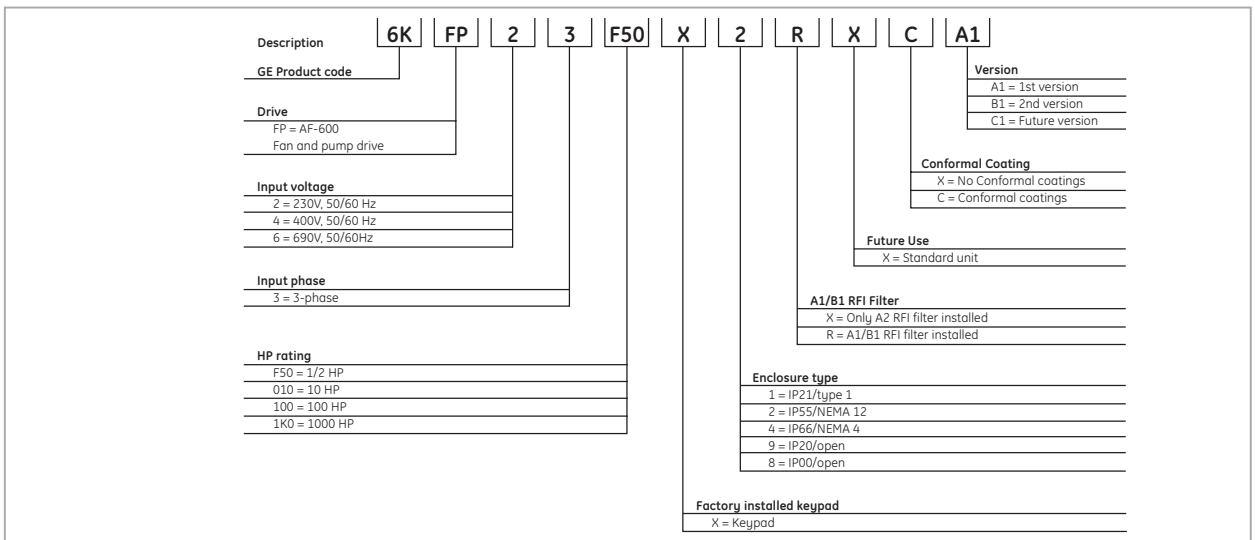 Description 6K FP 2 3 F50 X 2 R X C A1
GE Product code
Drive
FP = AF-600
Fan and pump drive
Input voltage
2 = 230V, 50/60 Hz
4 = 400V, 50/60 Hz
6 = 690V, 50/60Hz
Input phase
3 = 3-phase
HP rating
F50 = 1/2 HP
010 = 10 HP
100 = 100 HP
1K0 = 1000 HP
Version
A1 = 1st version
B1 = 2nd version
C1 = Future version
Conformal Coating
X = No Conformal coatings
C = Conformal coatings
Future Use
X = Standard unit
A1/B1 RFI Filter
X = Only A2 RFI filter installed
R = A1/B1 RFI filter installed
Enclosure type
1 = IP21/type 1
2 = IP55/NEMA 12
4 = IP66/NEMA 4
9 = IP20/open
8 = IP00/open
Factory installed keypad
X = Keypad